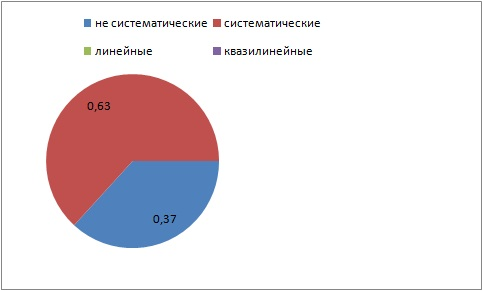 не систематические систематические
линейные квазилинейные
0,63
0,37